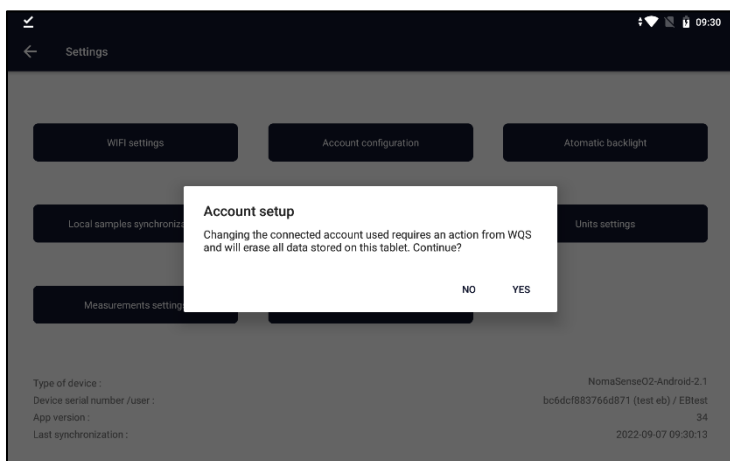 09:30
Settings
WIFI settings
Account configuration
Atomatic backlight
Local samples synchroniza
Units settings
Account setup
Changing the connected account used requires an action from WQS
and will erase all data stored on this tablet. Continue?
NO YES
Measurements setting
Type of device : NomaSenseO2-Android-2.1
Device serial number /user : bc6dcf883766d871 (test eb) / EBtest
App version : 34
Last synchronization : 2022-09-07 09:30:13